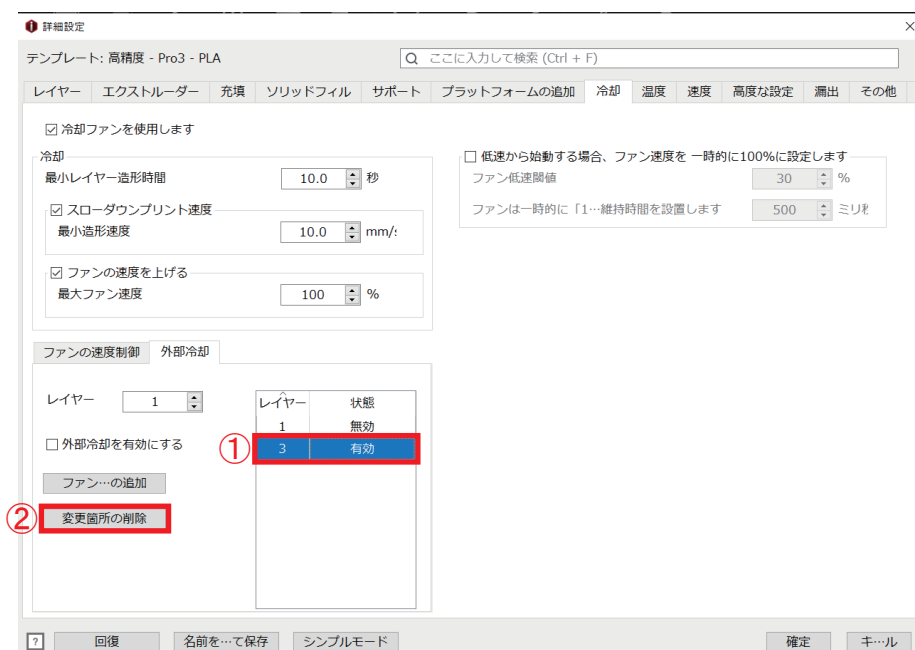 詳細設定
テンプレート: 高精度 - Pro3 - PLA
ここに入力して検索 (Ctrl + F)
レイヤー エクストルーダー 充填 ソリッドフィル サポート プラットフォームの追加 冷却 温度 速度 高度な設定 漏出 その他
冷却ファンを使用します
冷却
最小レイヤー造形時間 10.0 秒
スローダウンプリント速度
最小造形速度 10.0 mm/s
ファンの速度を上げる
最大ファン速度 100 %
低速から始動する場合、ファン速度を 一時的に100%に設定します
ファン低速閾値 30 %
ファンは一時的に「1…維持時間を設置します 500 ミリ
ファンの速度制御 外部冷却
レイヤー 1
外部冷却を有効にする
ファン…の追加
② 変更箇所の削除
レイヤー 状態
1 無効
① 3 有効
? 回復 名前を…て保存 シンプルモード 確定 キ…ル